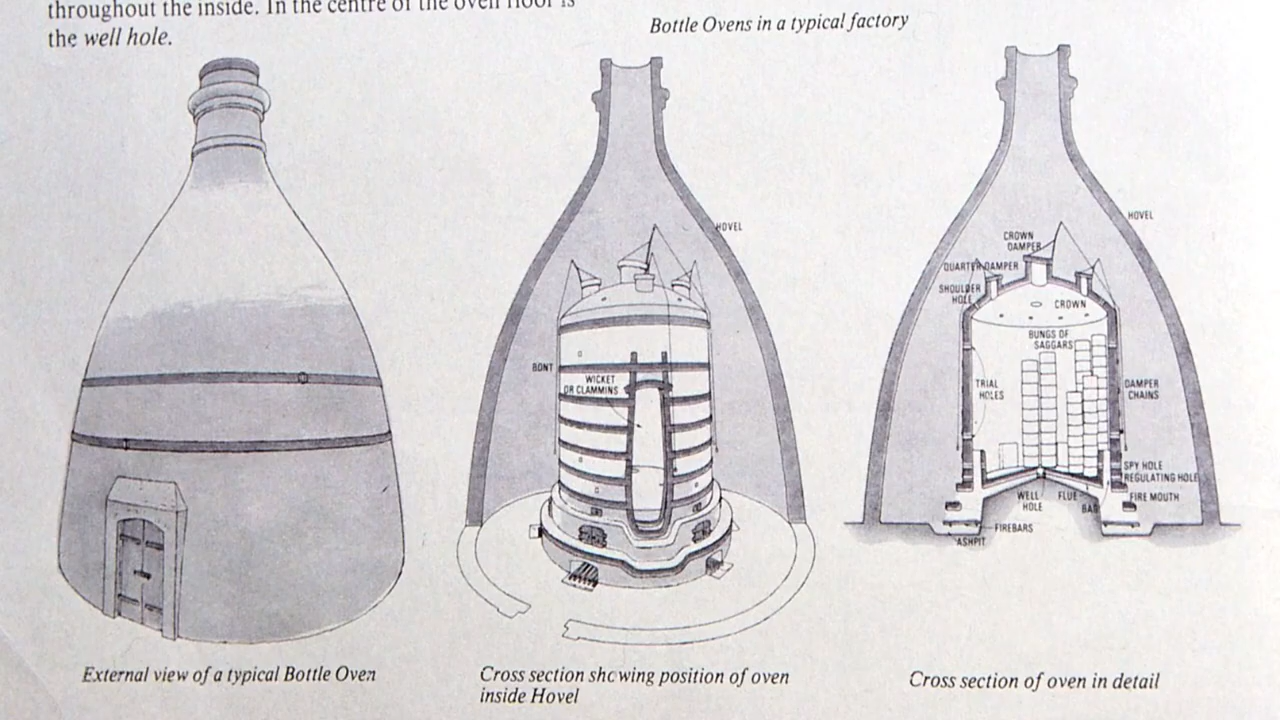 throughout the inside. In the centre of the oven floor is
the well hole.
Bottle Ovens in a typical factory
HOVEL
BONT
WICKET
OR CLAMMINS
HOVEL
CROWN
DAMPER
QUARTER DAMPER
SHOULDER
HOLE
CROWN
BUNGS OF
SAGGARS
TRIAL
HOLES
DAMPER
CHAINS
SPY HOLE
REGULATING HOLE
WELL
HOLE
FLUE
BAG
FIRE MOUTH
FIREBARS
ASHPIT
External view of a typical Bottle Oven
Cross section showing position of oven
inside Hovel
Cross section of oven in detail